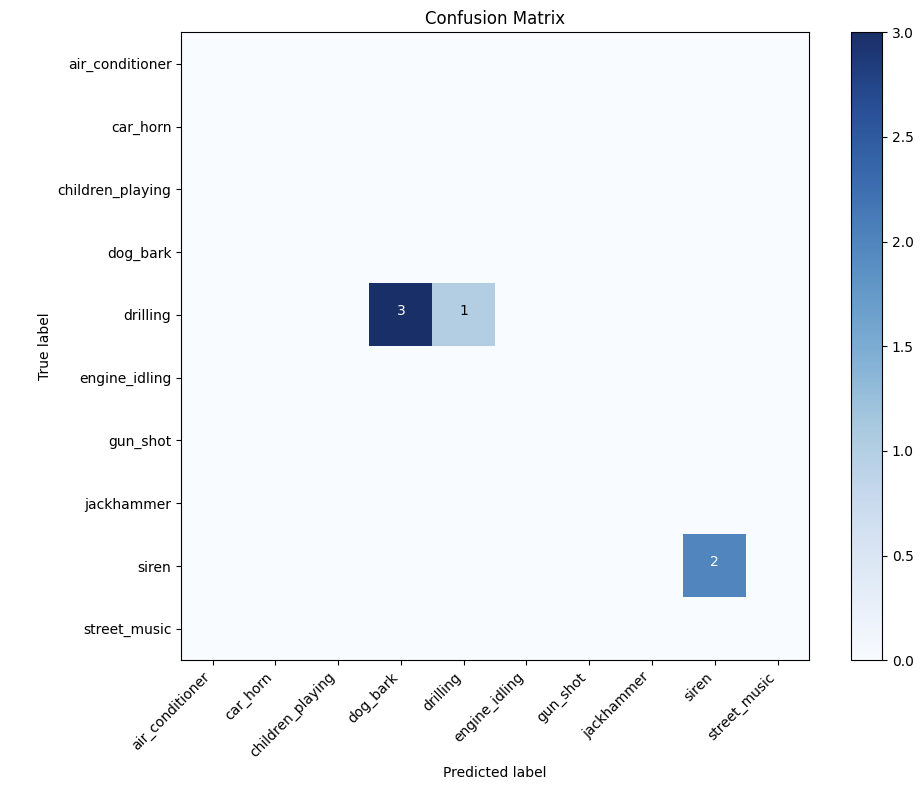 Confusion Matrix
air_conditioner
car_horn
children_playing
dog_bark
drilling
engine_idling
gun_shot
jackhammer
siren
street_music
True label
3
1
2
air_conditioner
car_horn
children_playing
dog_bark
drilling
engine_idling
gun_shot
jackhammer
siren
street_music
Predicted label
3.0
2.5
2.0
1.5
1.0
0.5
0.0